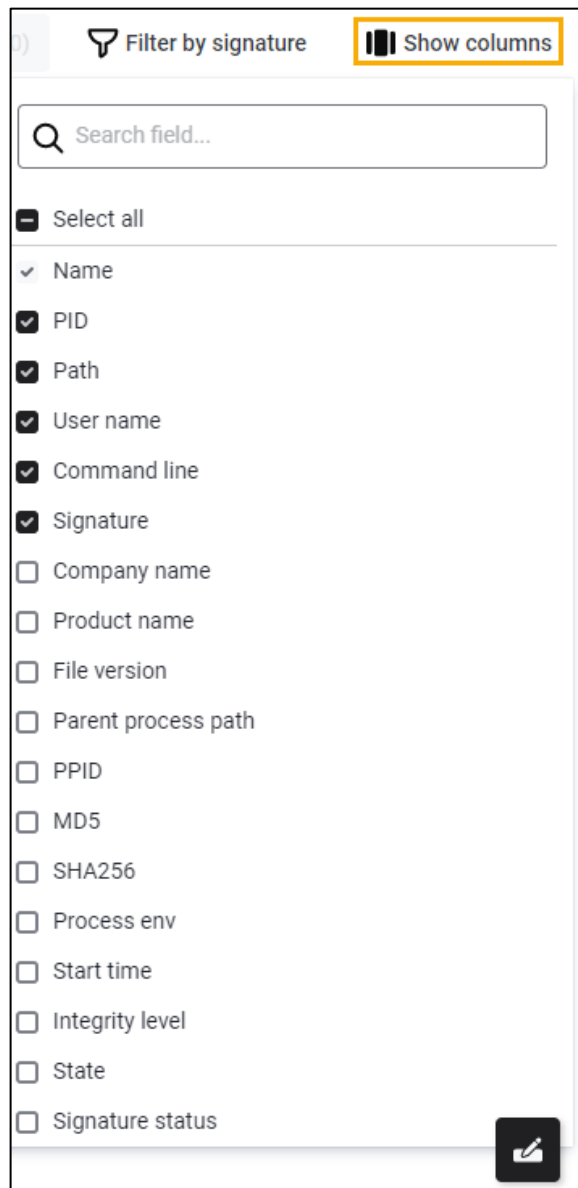 0) Filter by signature Show columns
Search field...
Select all
Name
PID
Path
User name
Command line
Signature
Company name
Product name
File version
Parent process path
PPID
MD5
SHA256
Process env
Start time
Integrity level
State
Signature status